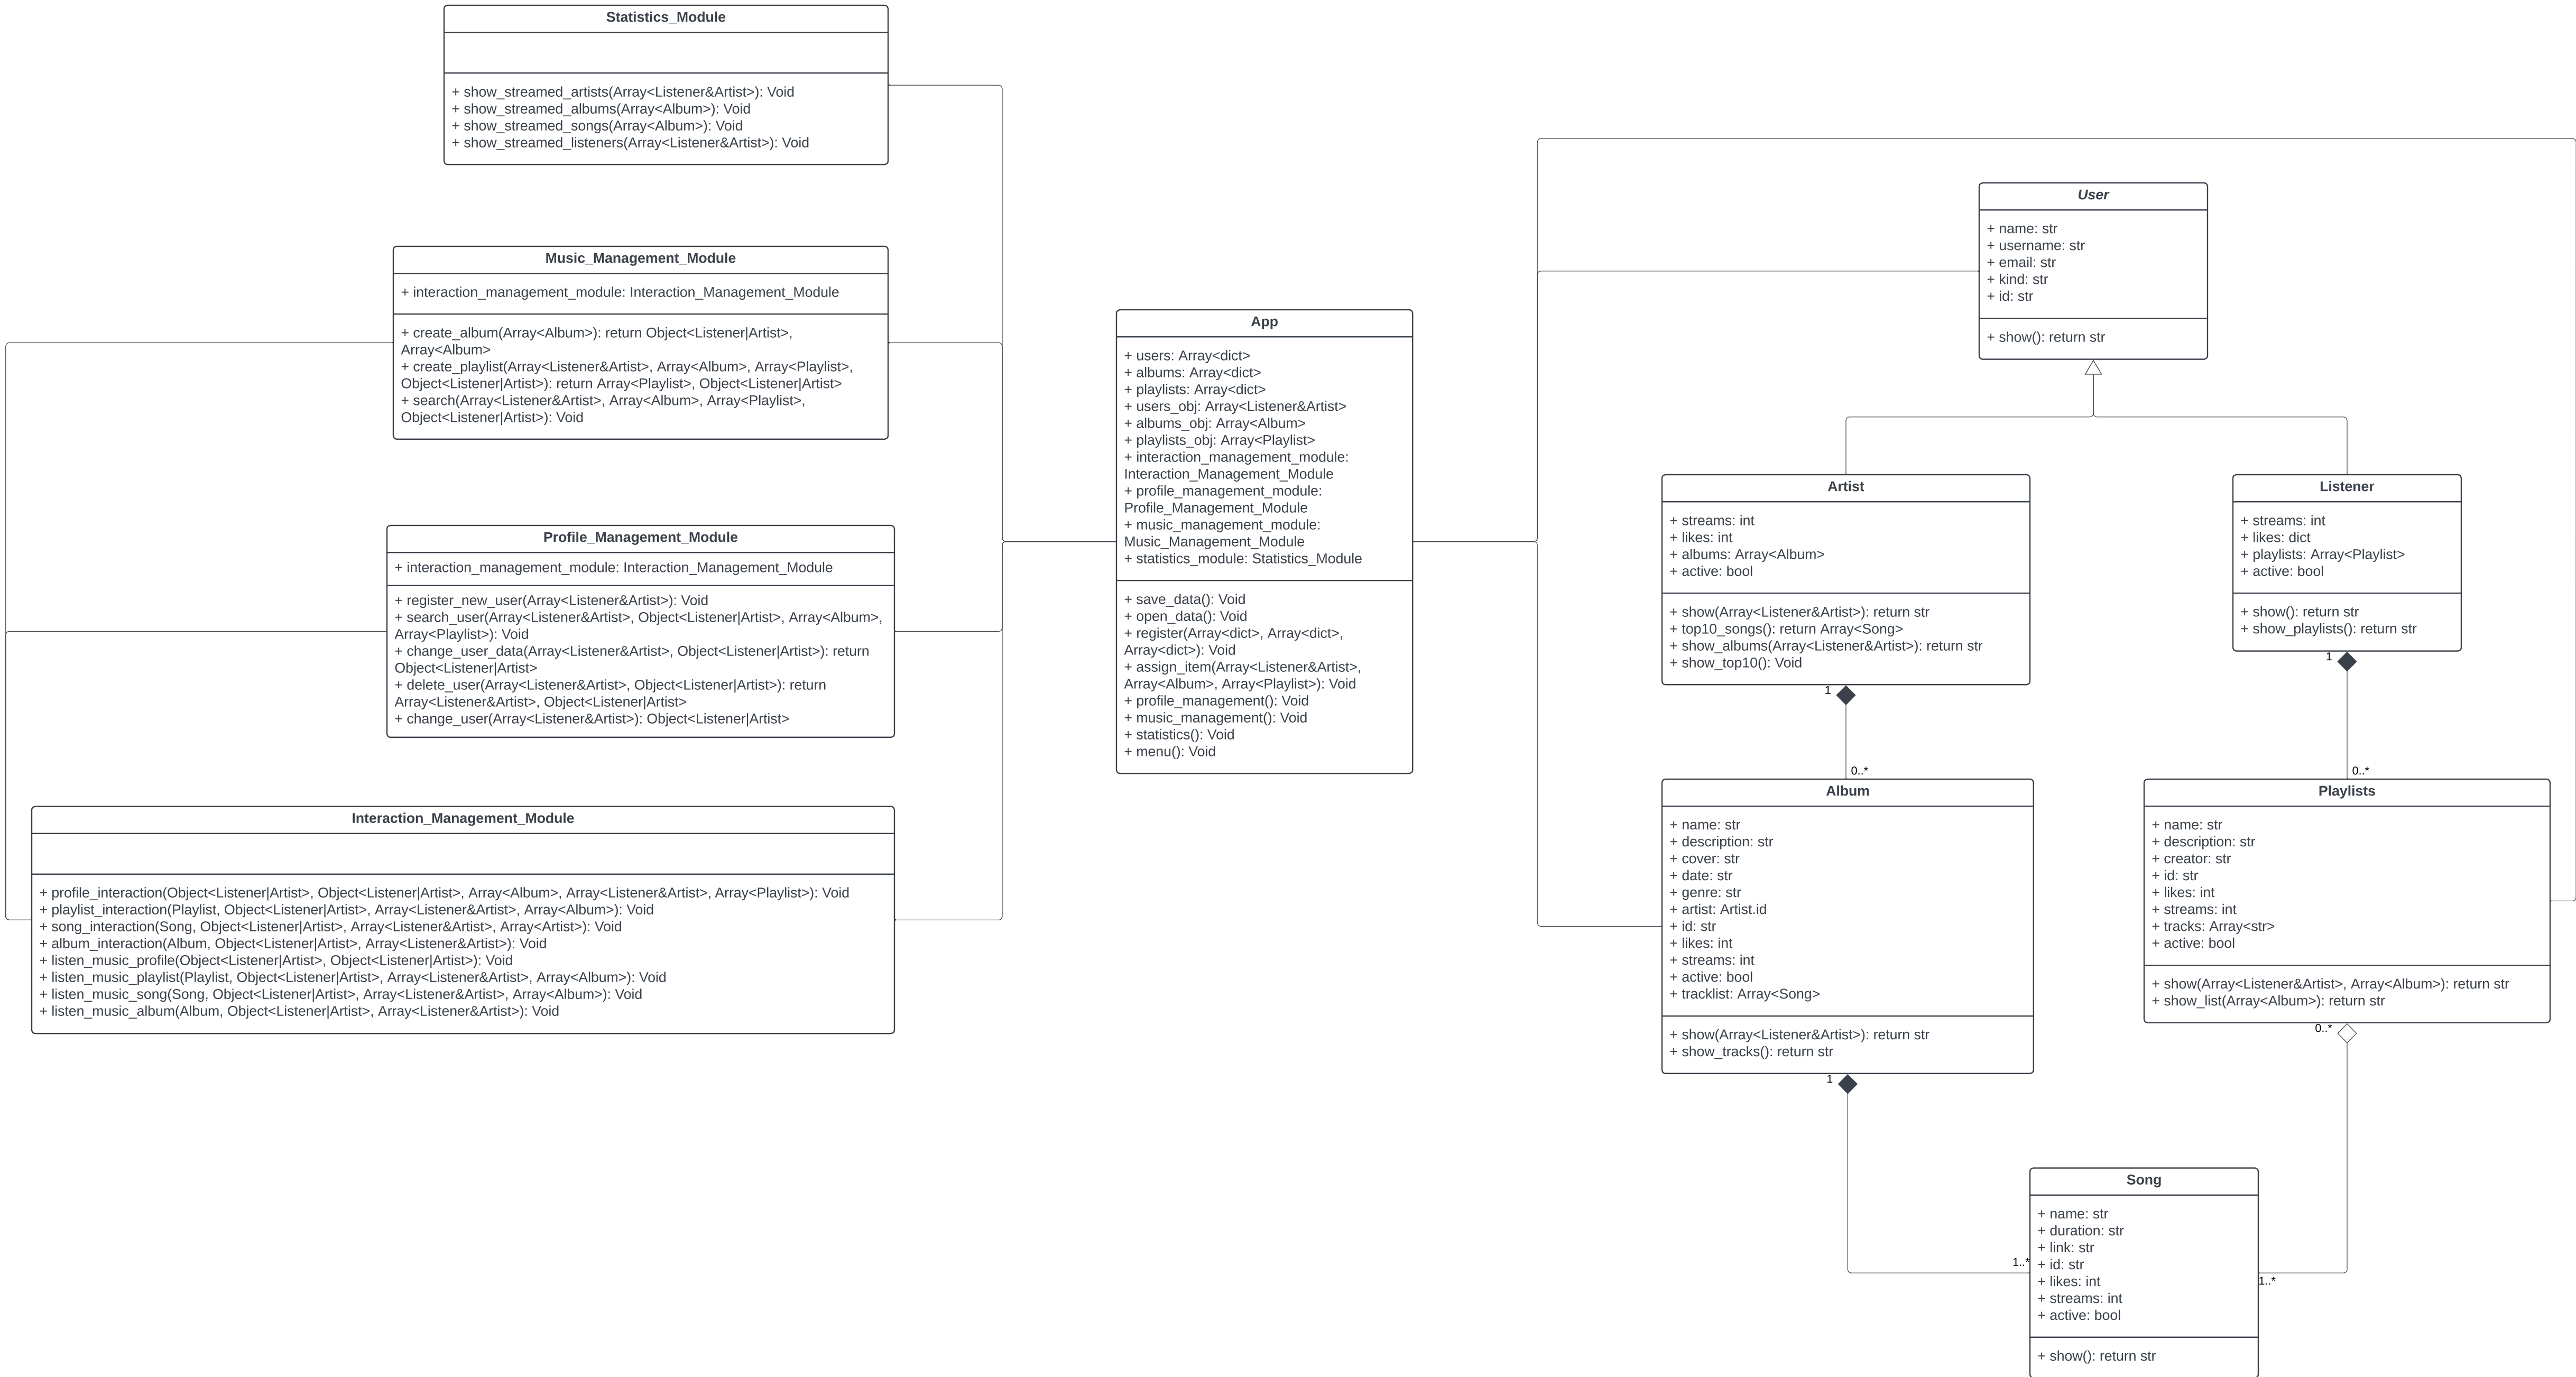 Statistics_Module
+ show_streamed_artists(Array<Listener&Artist>): Void
+ show_streamed_albums(Array<Album>): Void
+ show_streamed_songs(Array<Album>): Void
+ show_streamed_listeners(Array<Listener&Artist>): Void
Music_Management_Module
+ interaction_management_module: Interaction_Management_Module
+ create_album(Array<Album>): return Object<Listener|Artist>,
Array<Album>
+ create_playlist(Array<Listener&Artist>, Array<Album>, Array<Playlist>,
Object<Listener|Artist>): return Array<Playlist>, Object<Listener|Artist>
+ search(Array<Listener&Artist>, Array<Album>, Array<Playlist>,
Object<Listener|Artist>): Void
Profile_Management_Module
+ interaction_management_module: Interaction_Management_Module
+ register_new_user(Array<Listener&Artist>): Void
+ search_user(Array<Listener&Artist>, Object<Listener|Artist>, Array<Album>,
Array<Playlist>): Void
+ change_user_data(Array<Listener&Artist>, Object<Listener|Artist>): return
Object<Listener|Artist>
+ delete_user(Array<Listener&Artist>, Object<Listener|Artist>): return
Array<Listener&Artist>, Object<Listener|Artist>
+ change_user(Array<Listener&Artist>): Object<Listener|Artist>
Interaction_Management_Module
+ profile_interaction(Object<Listener|Artist>, Object<Listener|Artist>, Array<Album>, Array<Listener&Artist>, Array<Playlist>): Void
+ playlist_interaction(Playlist, Object<Listener|Artist>, Array<Listener&Artist>, Array<Album>): Void
+ song_interaction(Song, Object<Listener|Artist>, Array<Listener&Artist>, Array<Artist>): Void
+ album_interaction(Album, Object<Listener|Artist>, Array<Listener&Artist>): Void
+ listen_music_profile(Object<Listener|Artist>, Object<Listener|Artist>): Void
+ listen_music_playlist(Playlist, Object<Listener|Artist>, Array<Listener&Artist>, Array<Album>): Void
+ listen_music_song(Song, Object<Listener|Artist>, Array<Listener&Artist>, Array<Album>): Void
+ listen_music_album(Album, Object<Listener|Artist>, Array<Listener&Artist>): Void
App
+ users: Array<dict>
+ albums: Array<dict>
+ playlists: Array<dict>
+ users_obj: Array<Listener&Artist>
+ albums_obj: Array<Album>
+ playlists_obj: Array<Playlist>
+ interaction_management_module:
Interaction_Management_Module
+ profile_management_module:
Profile_Management_Module
+ music_management_module:
Music_Management_Module
+ statistics_module: Statistics_Module
+ save_data(): Void
+ open_data(): Void
+ register(Array<dict>, Array<dict>,
Array<dict>): Void
+ assign_item(Array<Listener&Artist>,
Array<Album>, Array<Playlist>): Void
+ profile_management(): Void
+ music_management(): Void
+ statistics(): Void
+ menu(): Void
User
+ name: str
+ username: str
+ email: str
+ kind: str
+ id: str
+ show(): return str
Artist
+ streams: int
+ likes: int
+ albums: Array<Album>
+ active: bool
+ show(Array<Listener&Artist>): return str
+ top10_songs(): return Array<Song>
+ show_albums(Array<Listener&Artist>): return str
+ show_top10(): Void
1
0..*
Listener
+ streams: int
+ likes: dict
+ playlists: Array<Playlist>
+ active: bool
+ show(): return str
+ show_playlists(): return str
1
0..*
Album
+ name: str
+ description: str
+ cover: str
+ date: str
+ genre: str
+ artist: Artist.id
+ id: str
+ likes: int
+ streams: int
+ active: bool
+ tracklist: Array<Song>
+ show(Array<Listener&Artist>): return str
+ show_tracks(): return str
1
1..*
Playlists
+ name: str
+ description: str
+ creator: str
+ id: str
+ likes: int
+ streams: int
+ tracks: Array<str>
+ active: bool
+ show(Array<Listener&Artist>, Array<Album>): return str
+ show_list(Array<Album>): return str
0..*
1..*
Song
+ name: str
+ duration: str
+ link: str
+ id: str
+ likes: int
+ streams: int
+ active: bool
+ show(): return str